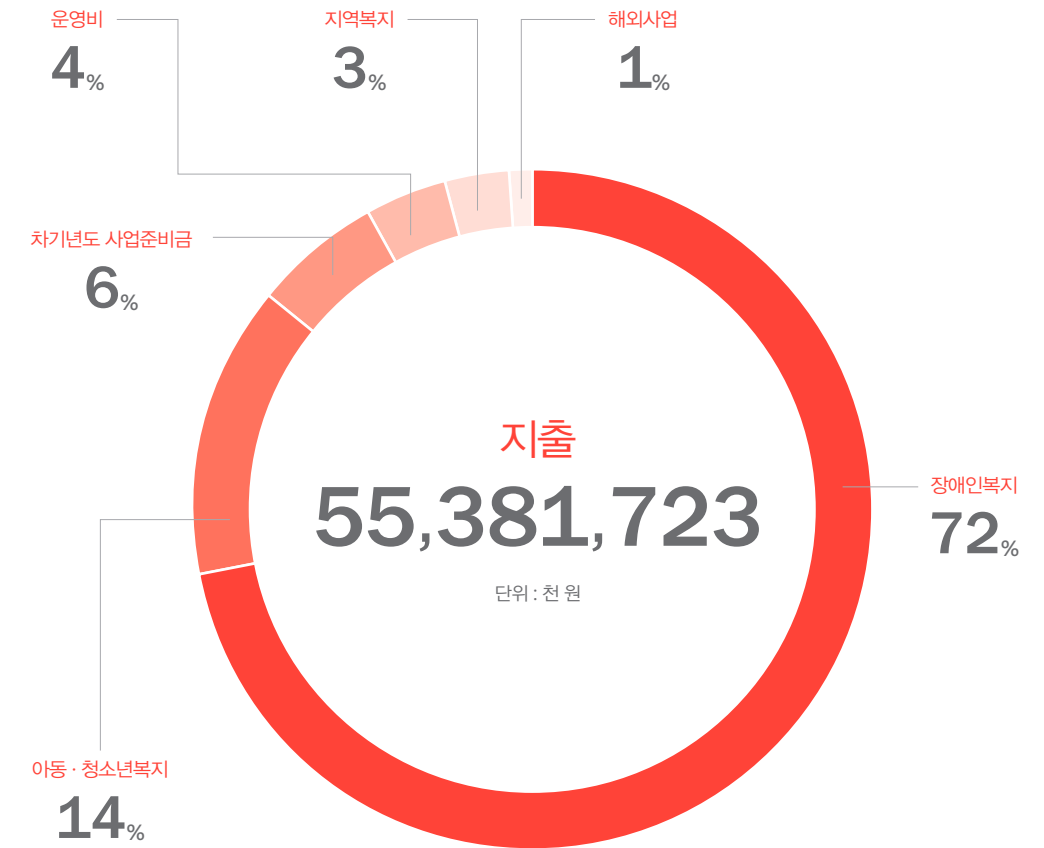 운영비
4%
지역복지
3%
해외사업
1%
차기년도 사업준비금
6%
지출
55,381,723
단위 : 천 원
장애인복지
72%
아동 · 청소년복지
14%